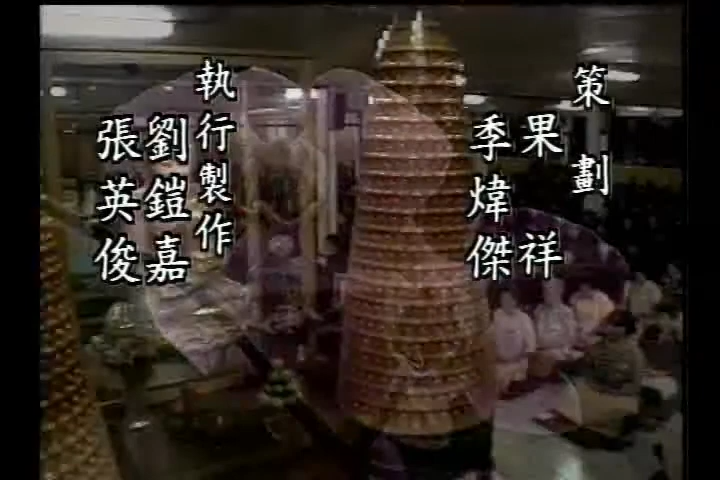 策劃
果祥
季煒傑
執行製作
劉鎧嘉
張英俊